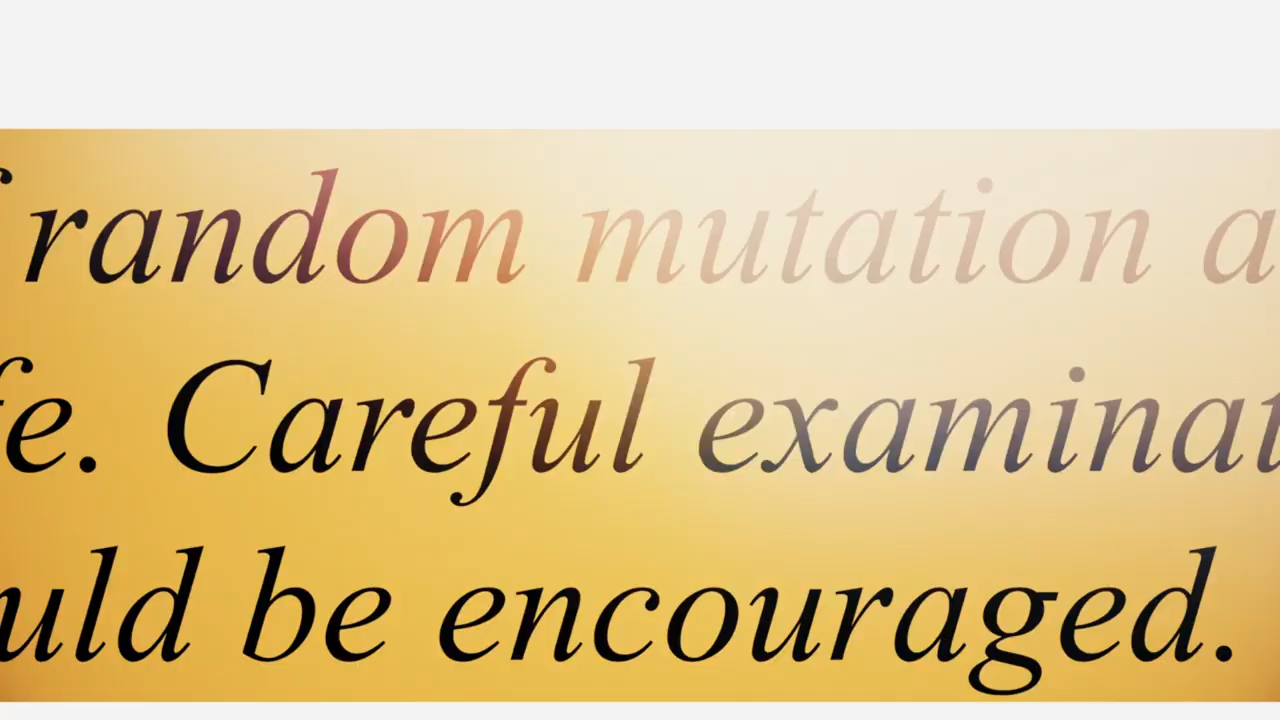 f random mutation a
fe. Careful examinat
uld be encouraged.